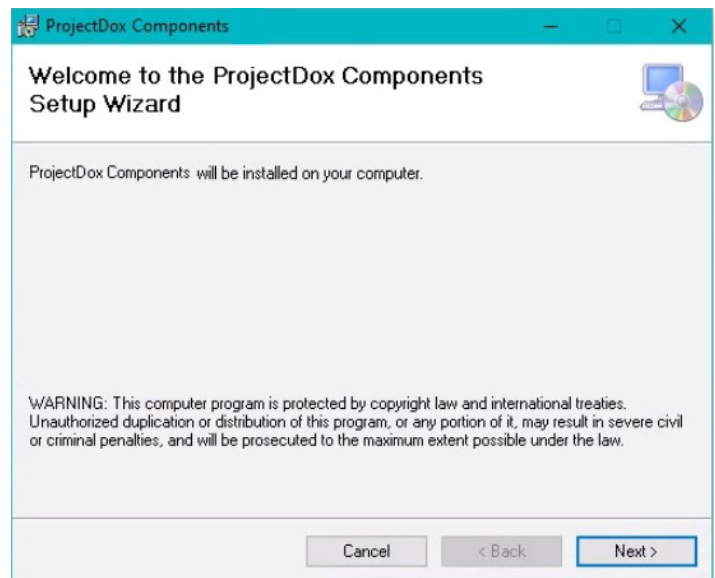 ProjectDox Components
Welcome to the ProjectDox Components
Setup Wizard
ProjectDox Components will be installed on your computer.
WARNING: This computer program is protected by copyright law and international treaties.
Unauthorized duplication or distribution of this program, or any portion of it, may result in severe civil
or criminal penalties, and will be prosecuted to the maximum extent possible under the law.
Cancel < Back Next >